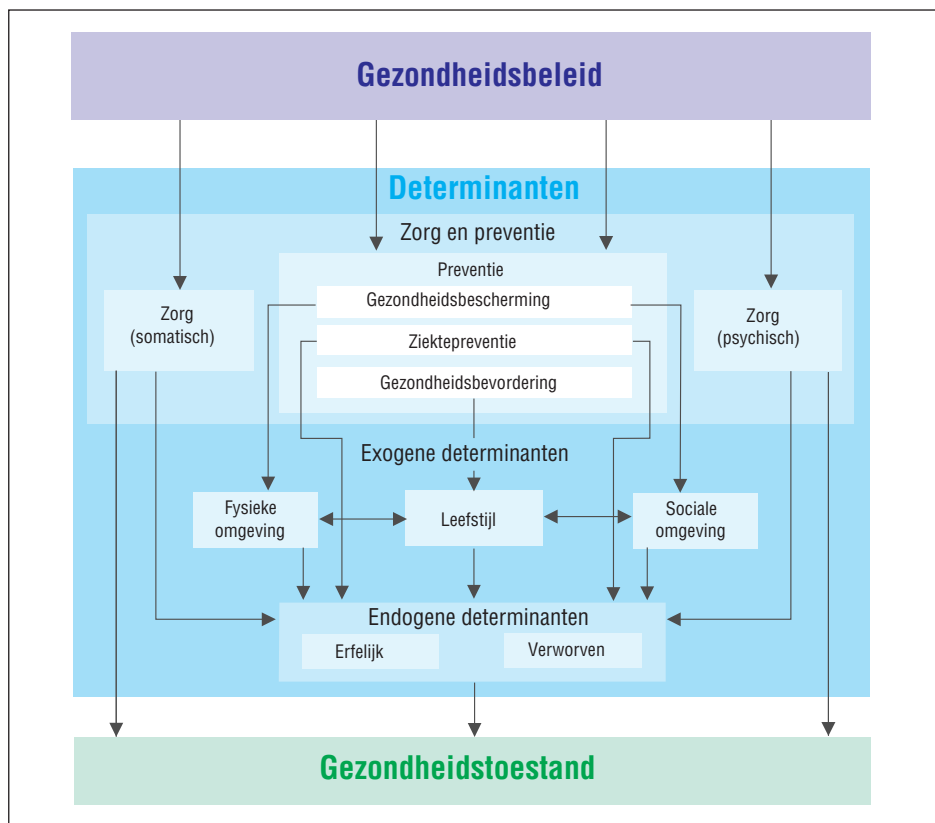 Gezondheidsbeleid
Determinanten
Zorg en preventie
Preventie
Gezondheidsbescherming
Zorg
(somatisch)
Ziektepreventie
Zorg
(psychisch)
Gezondheidsbevordering
Exogene determinanten
Fysieke
omgeving
Leefstijl
Sociale
omgeving
Endogene determinanten
Erfelijk
Verworven
Gezondheidstoestand